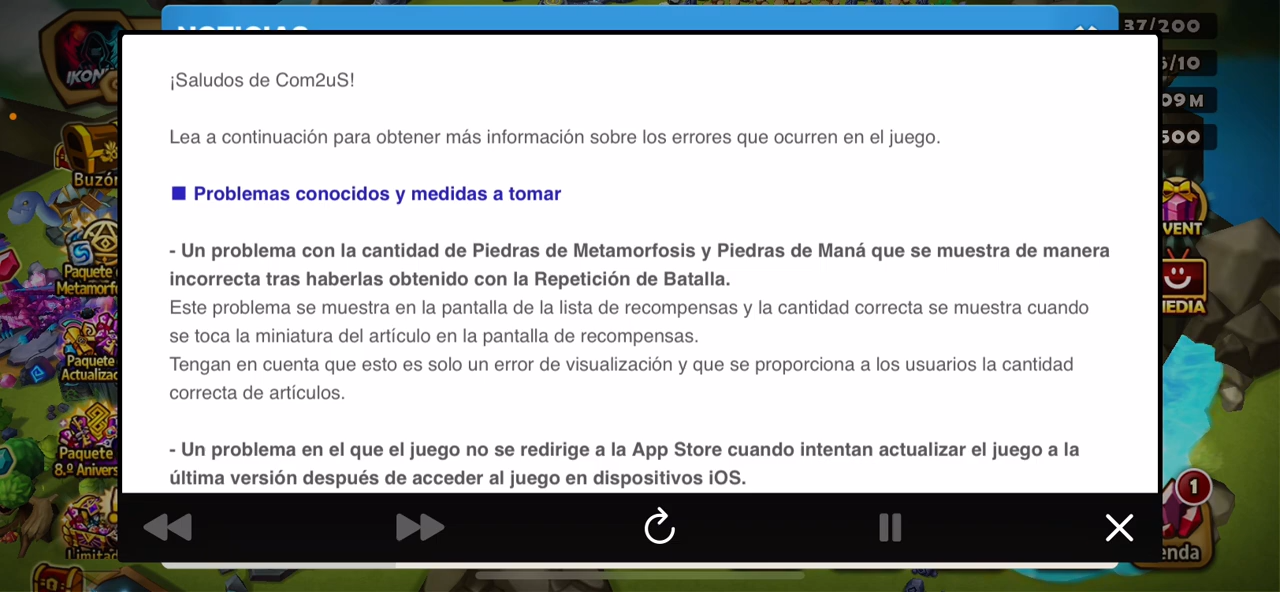 NOTICIAS
37/200
¡Saludos de Com2uS!
/10
Lea a continuación para obtener más información sobre los errores que ocurren en el juego.
09M
500
■ Problemas conocidos y medidas a tomar
- Un problema con la cantidad de Piedras de Metamorfosis y Piedras de Maná que se muestra de manera
incorrecta tras haberlas obtenido con la Repetición de Batalla.
Este problema se muestra en la pantalla de la lista de recompensas y la cantidad correcta se muestra cuando
se toca la miniatura del artículo en la pantalla de recompensas.
Tengan en cuenta que esto es solo un error de visualización y que se proporciona a los usuarios la cantidad
correcta de artículos.
- Un problema en el que el juego no se redirige a la App Store cuando intentan actualizar el juego a la
última versión después de acceder al juego en dispositivos iOS.
IKON
Buzón
Paquete
Metamorf
Paquete
Actualizac
Paquete
8.º Anivers
Limitad
VENT
MEDIA
1
enda